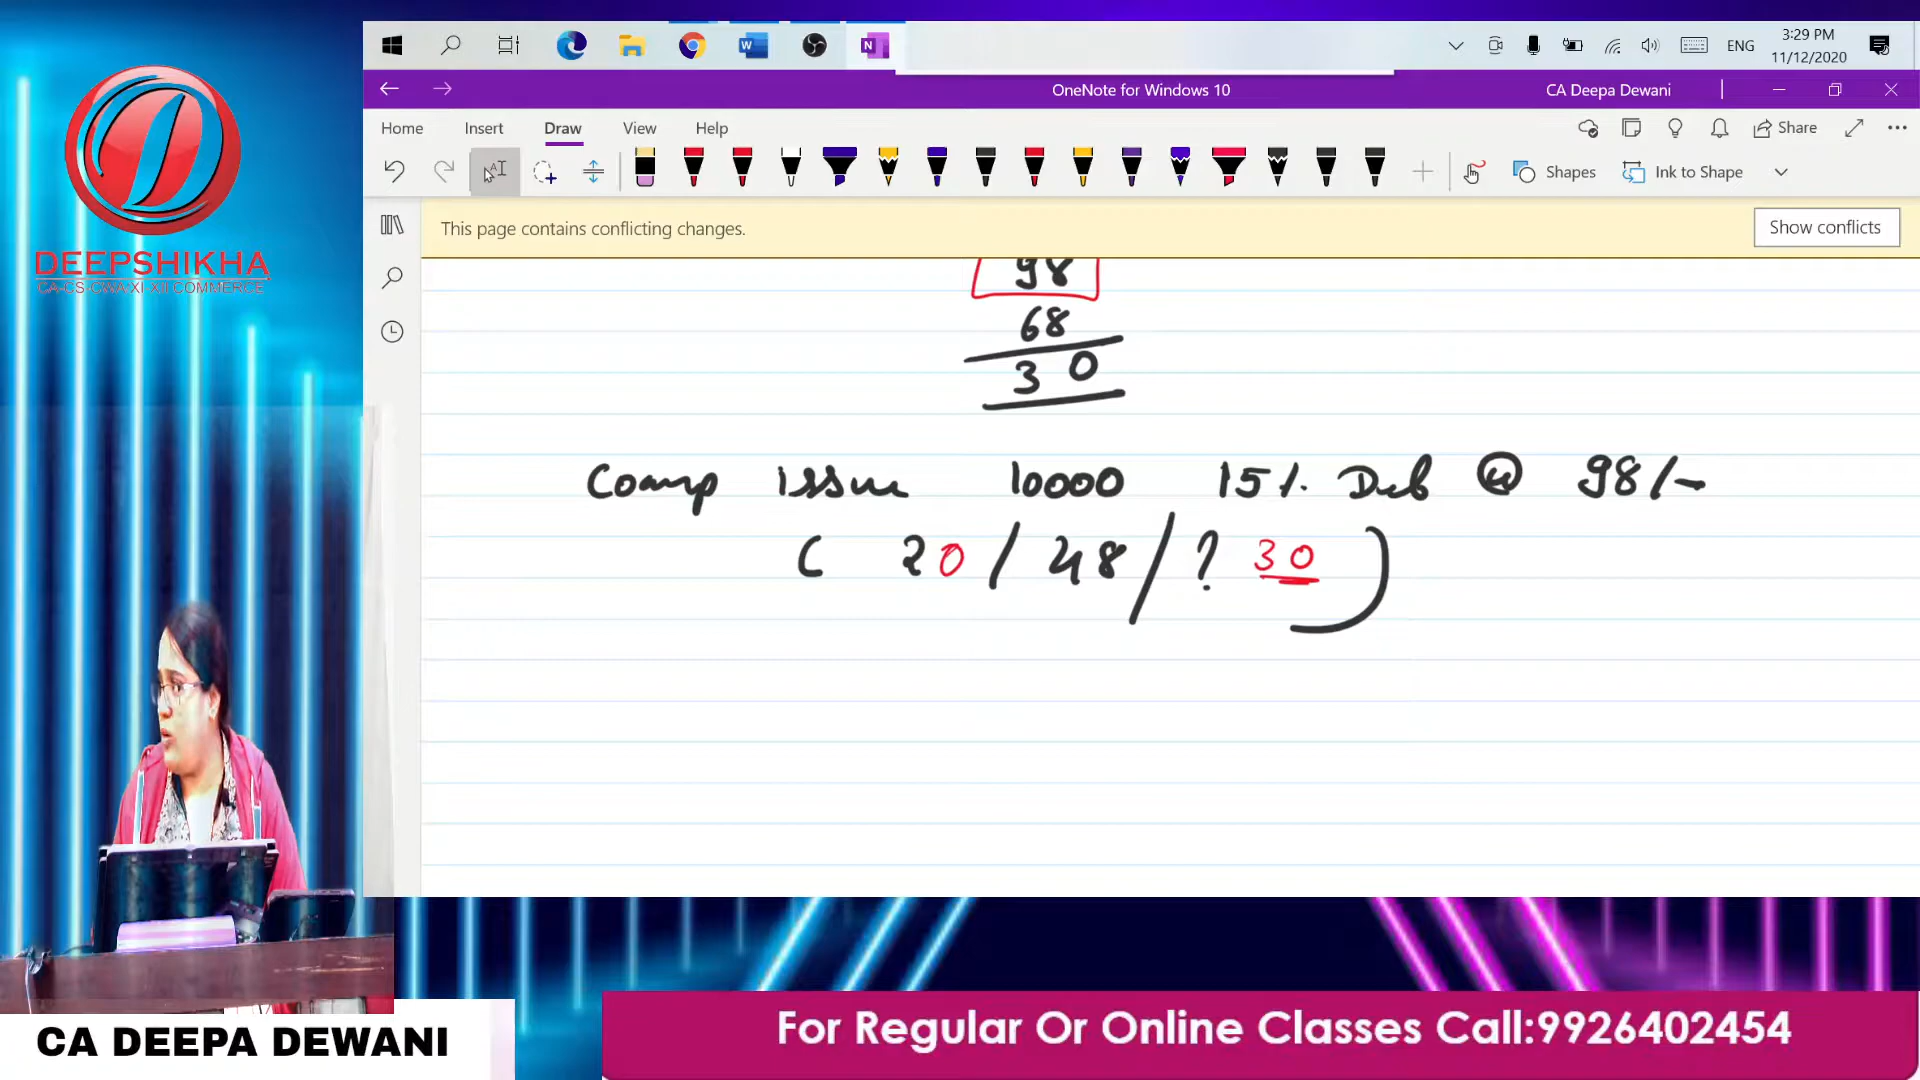 3:29 PM
ENG
11/12/2020
OneNote for Windows 10
CA Deepa Dewani
Home Insert Draw View Help
Share
Shapes
Ink to Shape
This page contains conflicting changes.
Show conflicts
DEEPSHIKHA
CA-CS-CWA-XI-XII COMMERCE
98
68
30
Comp Issue 10000 15% Deb @ 98/-
( 20 / 48 / ? 30 )
CA DEEPA DEWANI
For Regular Or Online Classes Call:9926402454